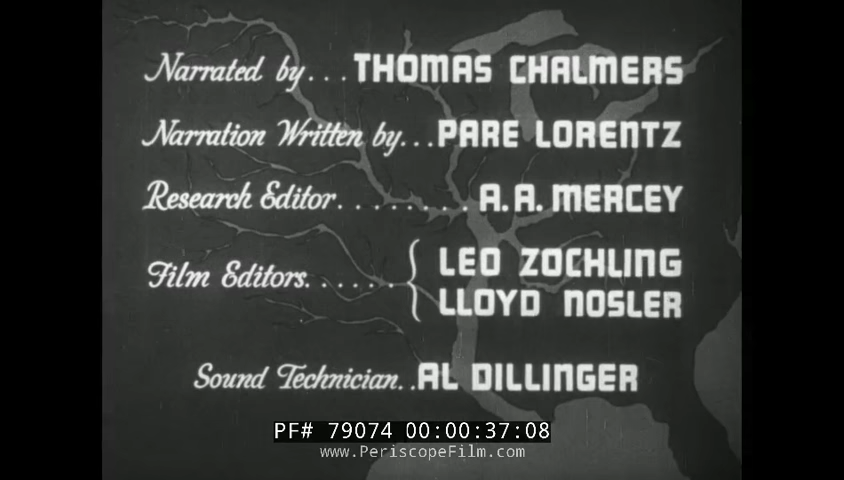 Narrated by... THOMAS CHALMERS
Narration Written by... PARE LORENTZ
Research Editor........ A.A. MERCEY
Film Editors...... { LEO ZOCHLING
LLOYD NOSLER
Sound Technician.. AL DILLINGER
PF# 79074 00:00:37:08
www.PeriscopeFilm.com